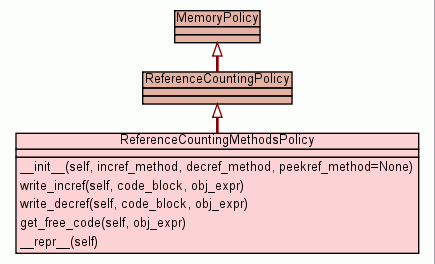 MemoryPolicy
ReferenceCountingPolicy
ReferenceCountingMethodsPolicy
__init__(self, incref_method, decref_method, peekref_method=None)
write_incref(self, code_block, obj_expr)
write_decref(self, code_block, obj_expr)
get_free_code(self, obj_expr)
__repr__(self)